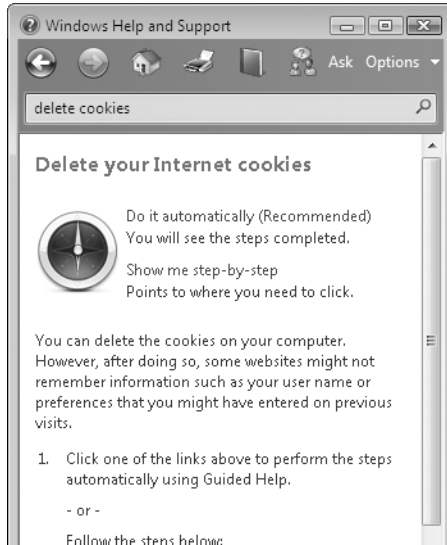 Windows Help and Support
Ask Options
delete cookies
Delete your Internet cookies
Do it automatically (Recommended)
You will see the steps completed.
Show me step-by-step
Points to where you need to click.
You can delete the cookies on your computer.
However, after doing so, some websites might not
remember information such as your user name or
preferences that you might have entered on previous
visits.
1. Click one of the links above to perform the steps
automatically using Guided Help.
- or -
Follow the steps below: